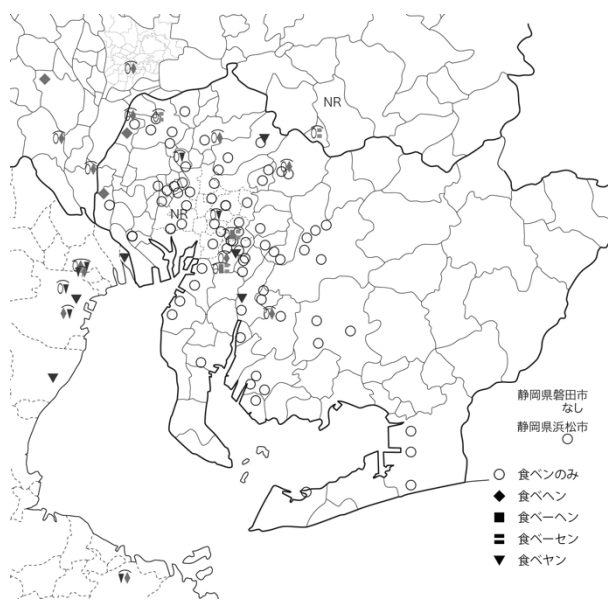 NR
NR
静岡県磐田市
なし
静岡県浜松市
食ベンのみ
食ベヘン
食ベーヘン
食ベーセン
食ベヤン